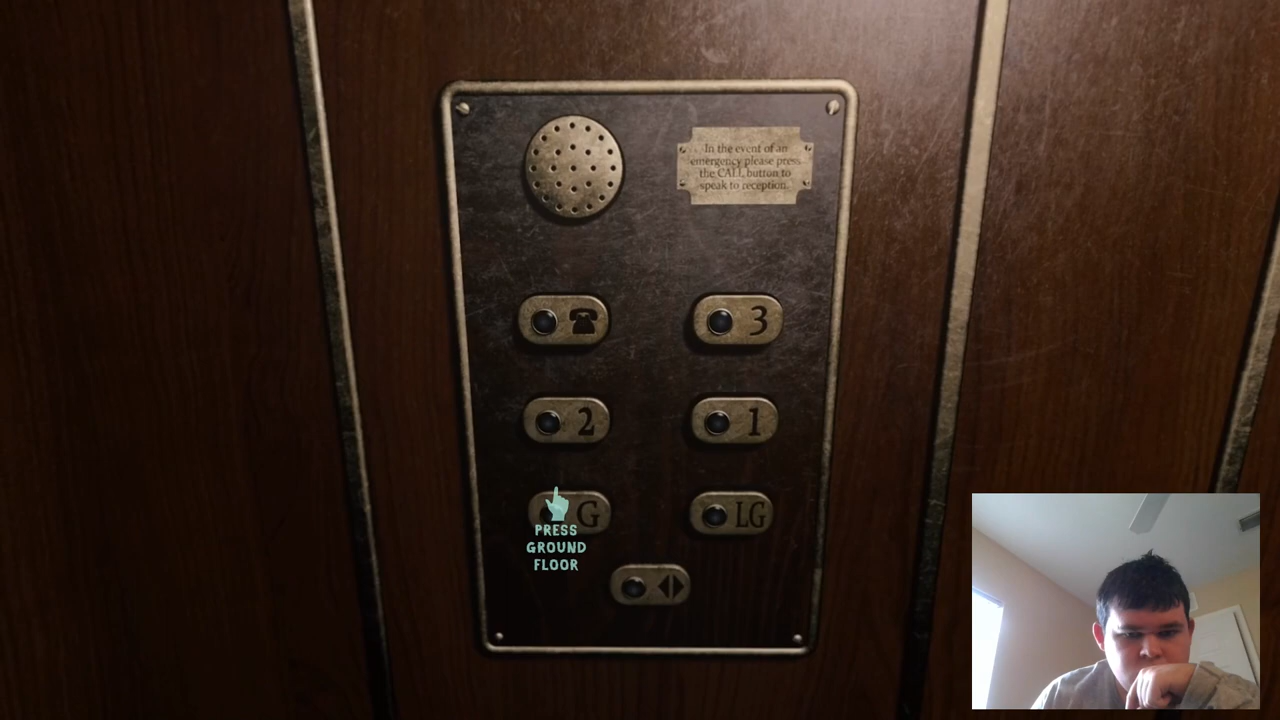 In the event of an
emergency please press
the CALL button to
speak to reception.
3
2
1
G
LG
PRESS
GROUND
FLOOR